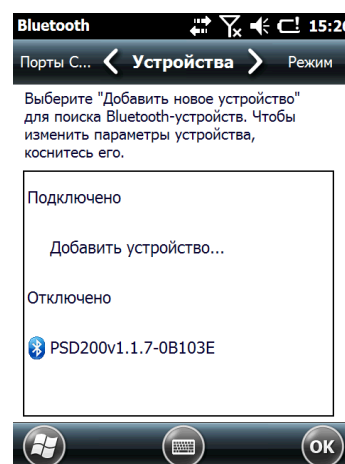 Bluetooth 15:20
Порты С... Устройства Режим
Выберите "Добавить новое устройство"
для поиска Bluetooth-устройств. Чтобы
изменить параметры устройства,
коснитесь его.
Подключено
Добавить устройство...
Отключено
PSD200v1.1.7-0B103E
OK